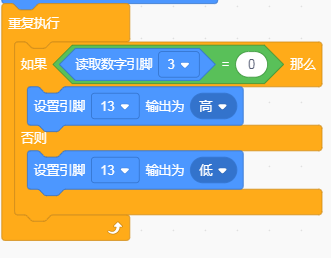 重复执行
如果 读取数字引脚 3 = 0 那么
设置引脚 13 输出为 高
否则
设置引脚 13 输出为 低